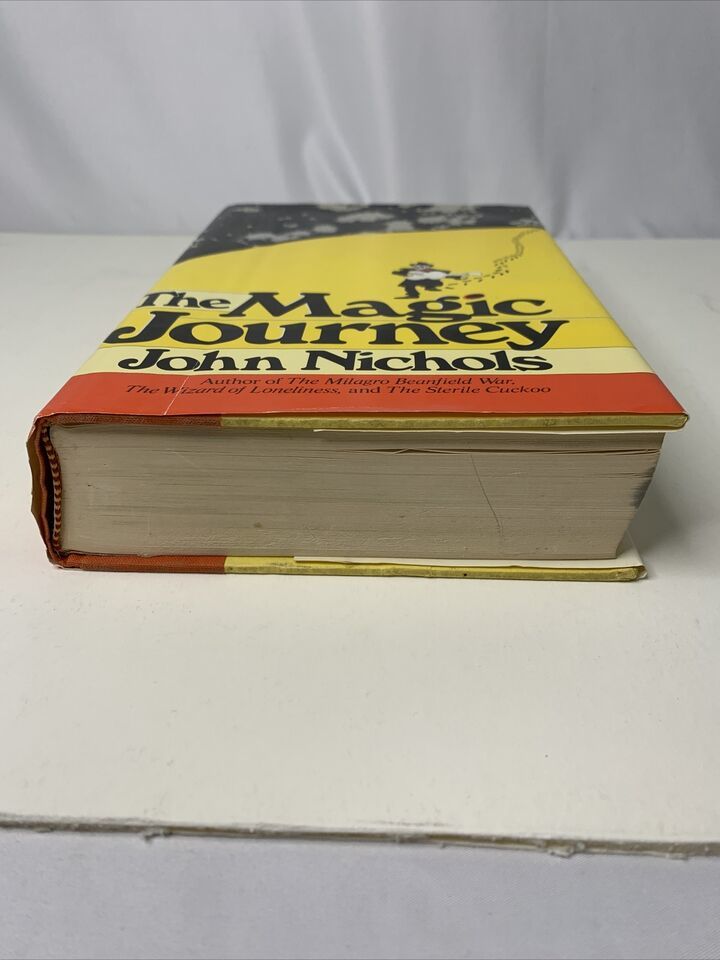 The Magic
Journey
John Nichols
Author of The Milagro Beanfield War,
The Wizard of Loneliness, and The Sterile Cuckoo